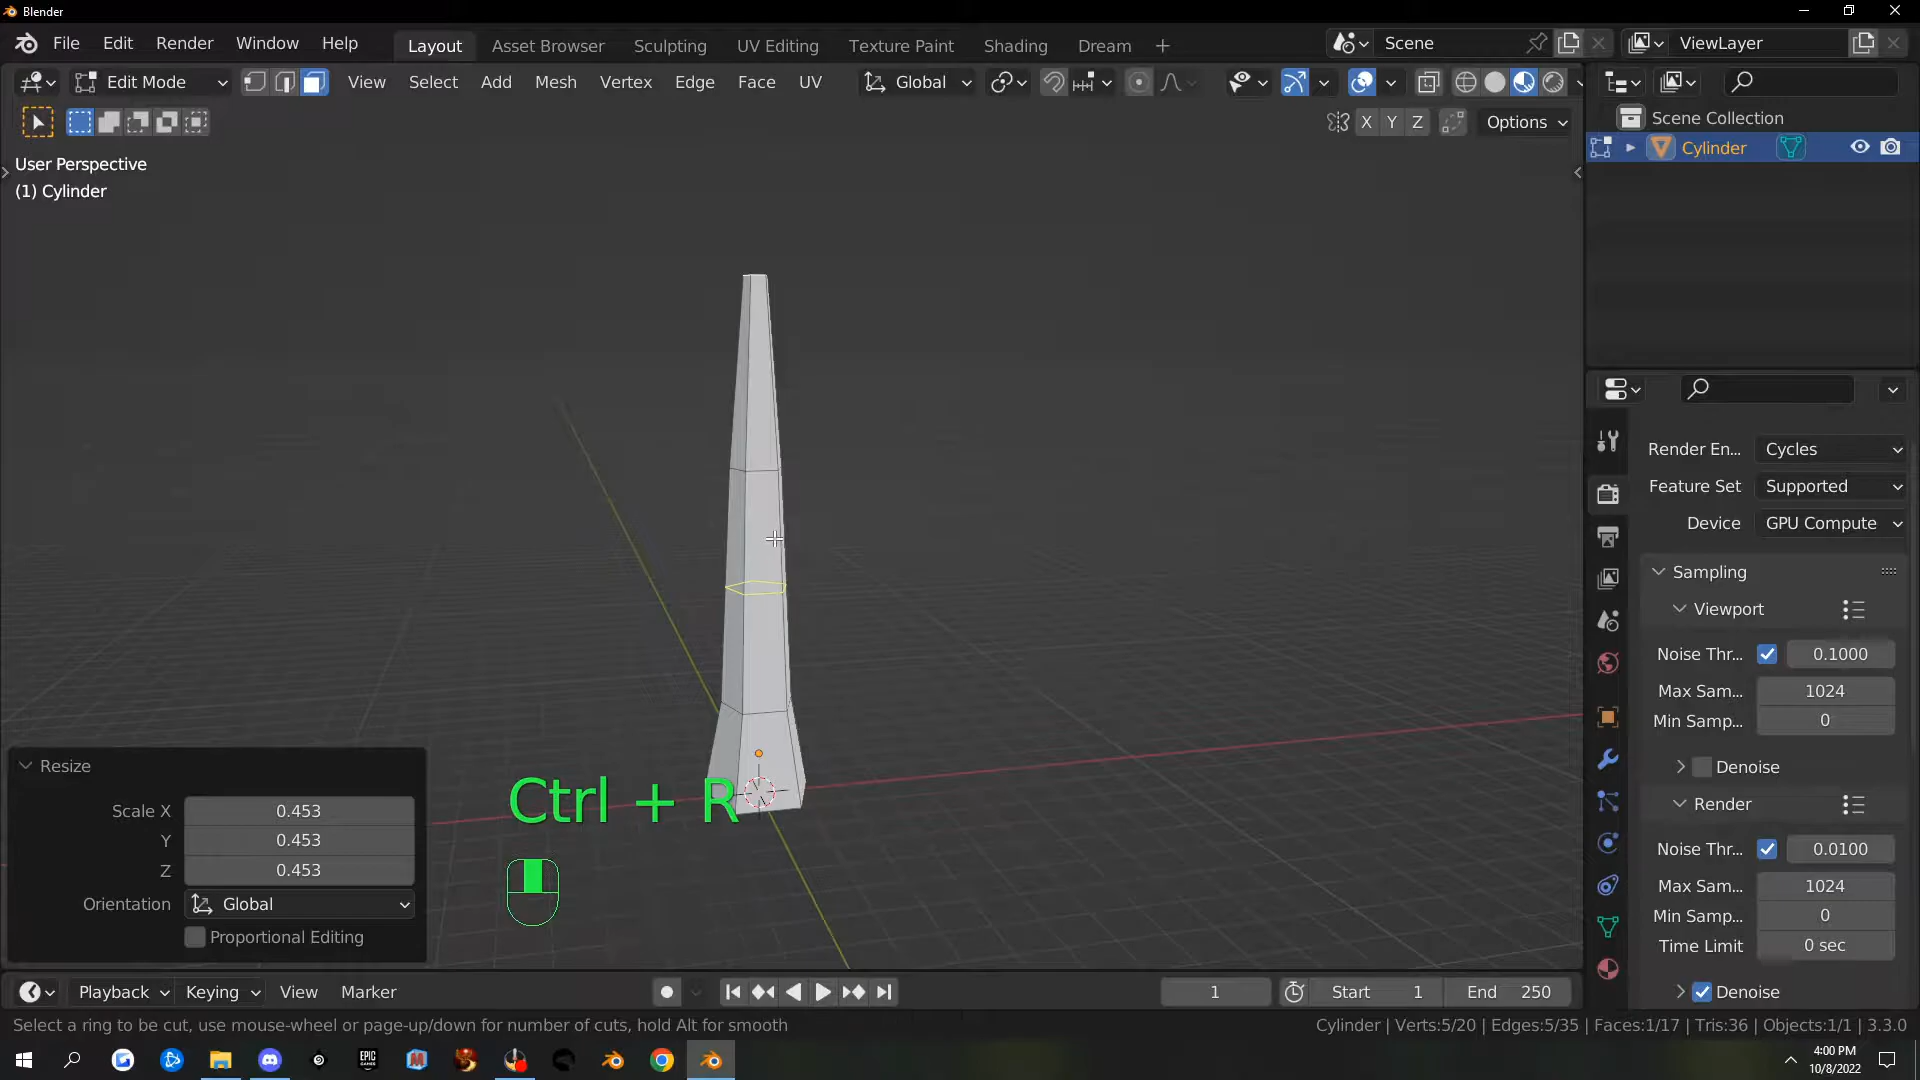 Blender
File Edit Render Window Help Layout Asset Browser Sculpting UV Editing Texture Paint Shading Dream + Scene ViewLayer
Edit Mode View Select Add Mesh Vertex Edge Face UV Global
X Y Z Options
User Perspective
(1) Cylinder
Scene Collection
Cylinder
Render En... Cycles
Feature Set Supported
Device GPU Compute
Sampling
Viewport
Noise Thr... 0.1000
Max Sam... 1024
Min Samp... 0
Denoise
Render
Noise Thr... 0.0100
Max Sam... 1024
Min Samp... 0
Time Limit 0 sec
Denoise
Resize
Scale X 0.453
Y 0.453
Z 0.453
Orientation Global
Proportional Editing
Ctrl + R
Playback Keying View Marker 1 Start 1 End 250
Select a ring to be cut, use mouse-wheel or page-up/down for number of cuts, hold Alt for smooth
Cylinder | Verts:5/20 | Edges:5/35 | Faces:1/17 | Tris:36 | Objects:1/1 | 3.3.0
EPIC GAMES
4:00 PM
10/8/2022